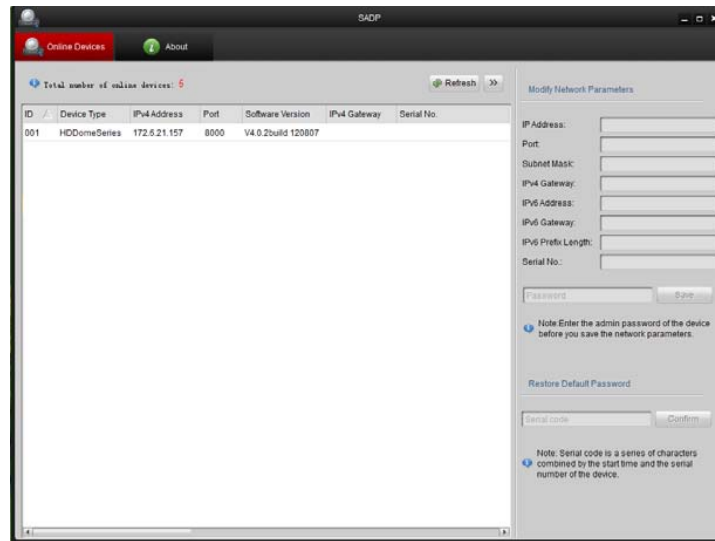 SADP
Online Devices
About
Total number of online devices: 6
Refresh
ID Device Type IPv4 Address Port Software Version IPv4 Gateway Serial No.
001 HDDomeSeries 172.6.21.157 8000 V4.0.2build 120807
Modify Network Parameters
IP Address:
Port:
Subnet Mask:
IPv4 Gateway:
IPv6 Address:
IPv6 Gateway:
IPv6 Prefix Length:
Serial No.:
Password Save
Note:Enter the admin password of the device
before you save the network parameters.
Restore Default Password
Serial code Confirm
Note: Serial code is a series of characters
combined by the start time and the serial
number of the device.